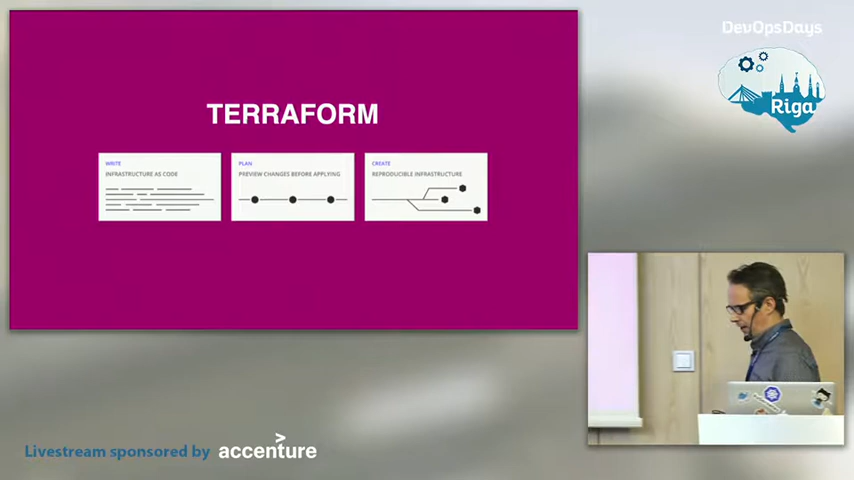 DevOpsDays
Riga
TERRAFORM
WRITE
INFRASTRUCTURE AS CODE
PLAN
PREVIEW CHANGES BEFORE APPLYING
CREATE
REPRODUCIBLE INFRASTRUCTURE
Livestream sponsored by accenture